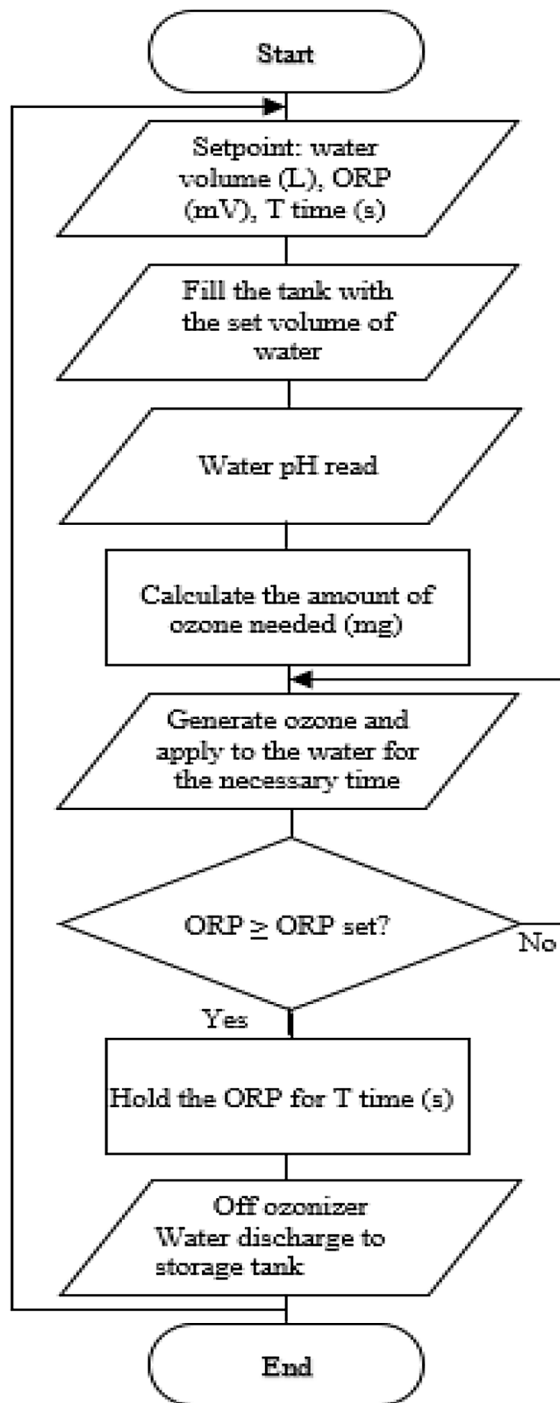 Start
Setpoint: water
volume (L), ORP
(mV), T time (s)
Fill the tank with
the set volume of
water
Water pH read
Calculate the amount of
ozone needed (mg)
Generate ozone and
apply to the water for
the necessary time
ORP ≥ ORP set?
No
Yes
Hold the ORP for T time (s)
Off ozonizer
Water discharge to
storage tank
End